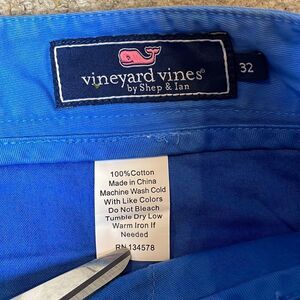 vineyard vines®
by Shep & Ian
32
100%Cotton
Made in China
Machine Wash Cold
With Like Colors
Do Not Bleach
Tumble Dry Low
Warm Iron If
Needed
RN 134578